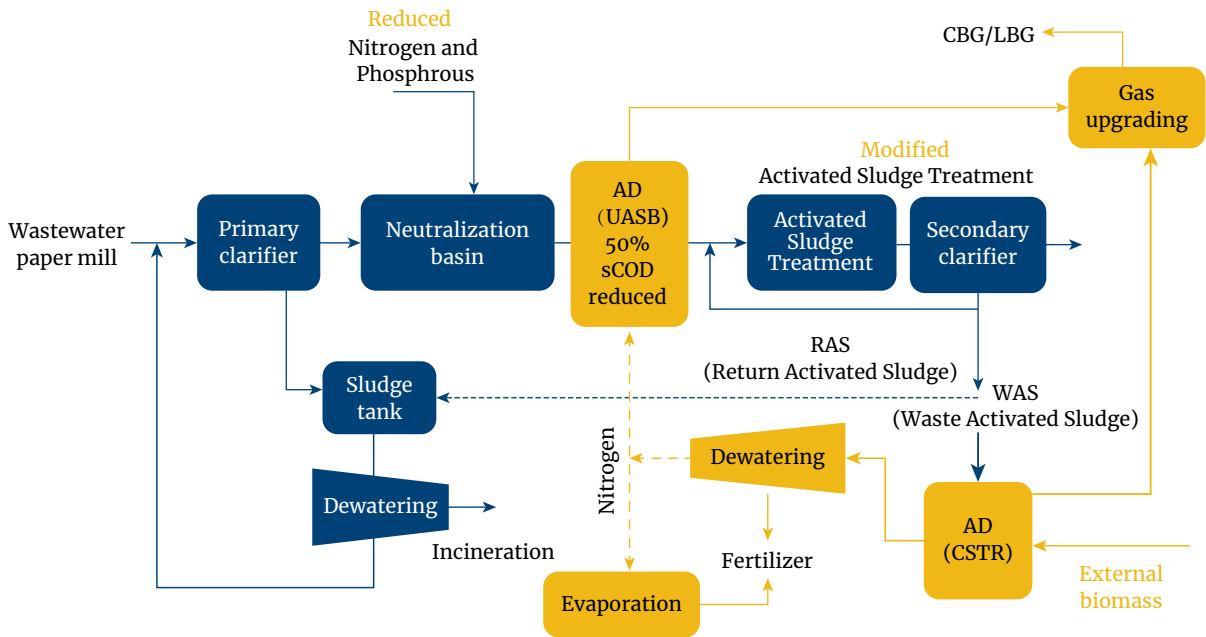 Reduced
Nitrogen and
Phosphrous
CBG/LBG
Gas
upgrading
Modified
Activated Sludge Treatment
Wastewater
paper mill
Primary
clarifier
Neutralization
basin
AD
(UASB)
50%
sCOD
reduced
Activated
Sludge
Treatment
Secondary
clarifier
RAS
(Return Activated Sludge)
Sludge
tank
WAS
(Waste Activated Sludge)
Nitrogen
Dewatering
Dewatering
Incineration
AD
(CSTR)
Fertilizer
Evaporation
External
biomass